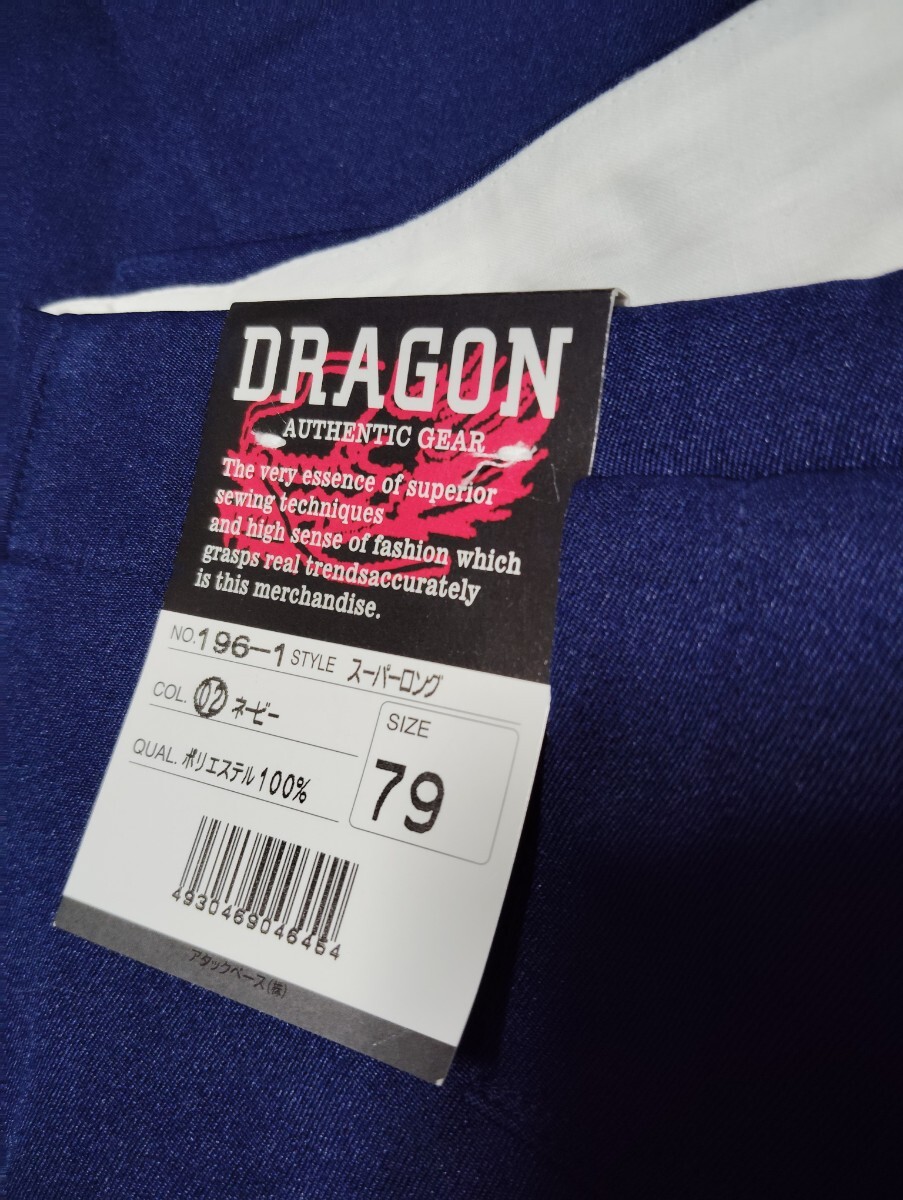 DRAGON
AUTHENTIC GEAR
The very essence of superior
sewing techniques
and high sense of fashion which
grasps real trendsaccurately
is this merchandise.
NO. 196-1 STYLE スーパーロング
COL. 02 ネービー
SIZE
79
QUAL. ポリエステル100%
4930469046454
アタックベース(株)